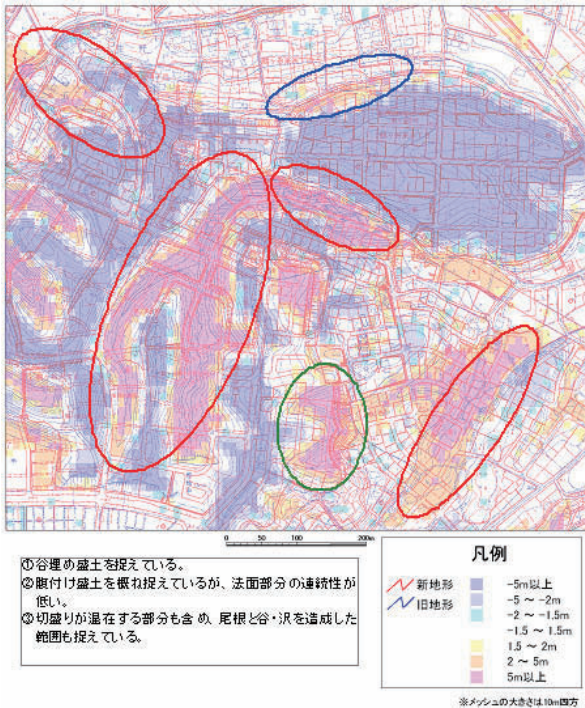 0 50 100 200m
①谷埋め盛土を捉えている。
②腹付け盛土を概ね捉えているが、法面部分の連続性が
低い。
③切盛りが混在する部分も含め、尾根と谷・沢を造成した
範囲も捉えている。
凡例
新地形
旧地形
-5m以上
-5 ～ -2m
-2 ～ -1.5m
-1.5 ～ 1.5m
1.5 ～ 2m
2 ～ 5m
5m以上
※メッシュの大きさは10m四方